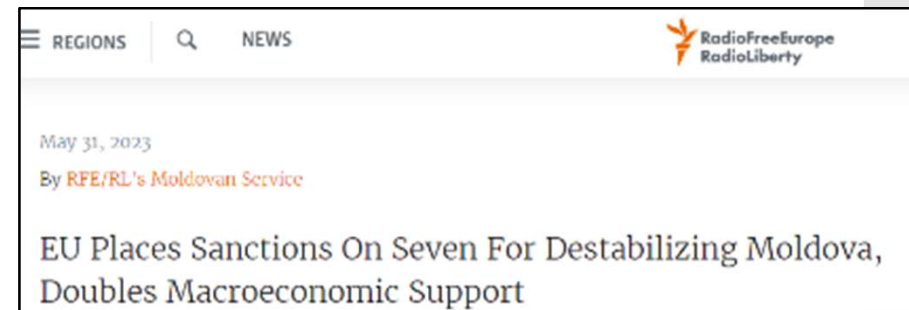 REGIONS NEWS RadioFreeEurope
RadioLiberty
May 31, 2023
By RFE/RL's Moldovan Service
EU Places Sanctions On Seven For Destabilizing Moldova,
Doubles Macroeconomic Support